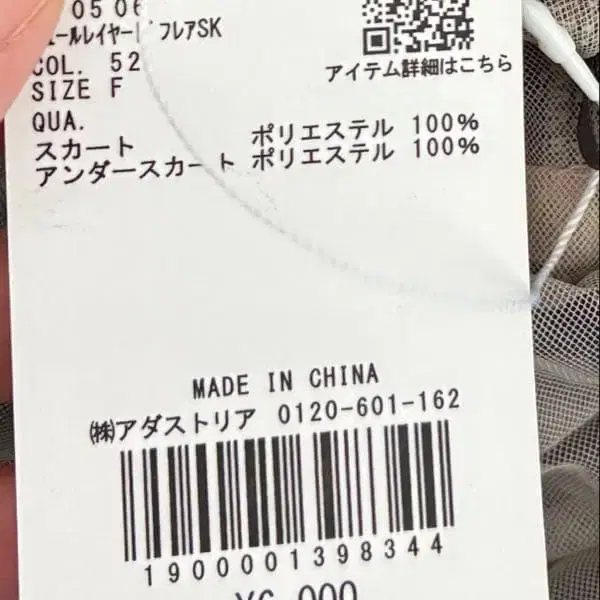 0506
ールレイヤードフレアSK
COL. 52
SIZE F
アイテム詳細はこちら
QUA.
スカート ポリエステル 100%
アンダースカート ポリエステル 100%
MADE IN CHINA
㈱アダストリア 0120-601-162
1900001398344